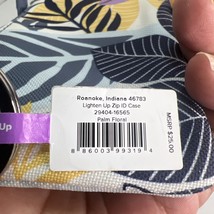 Roanoke, Indiana 46783
Lighten Up Zip ID Case
29404-16565
Palm Floral
8 86003 99319 4
MSRP $25.00
Up